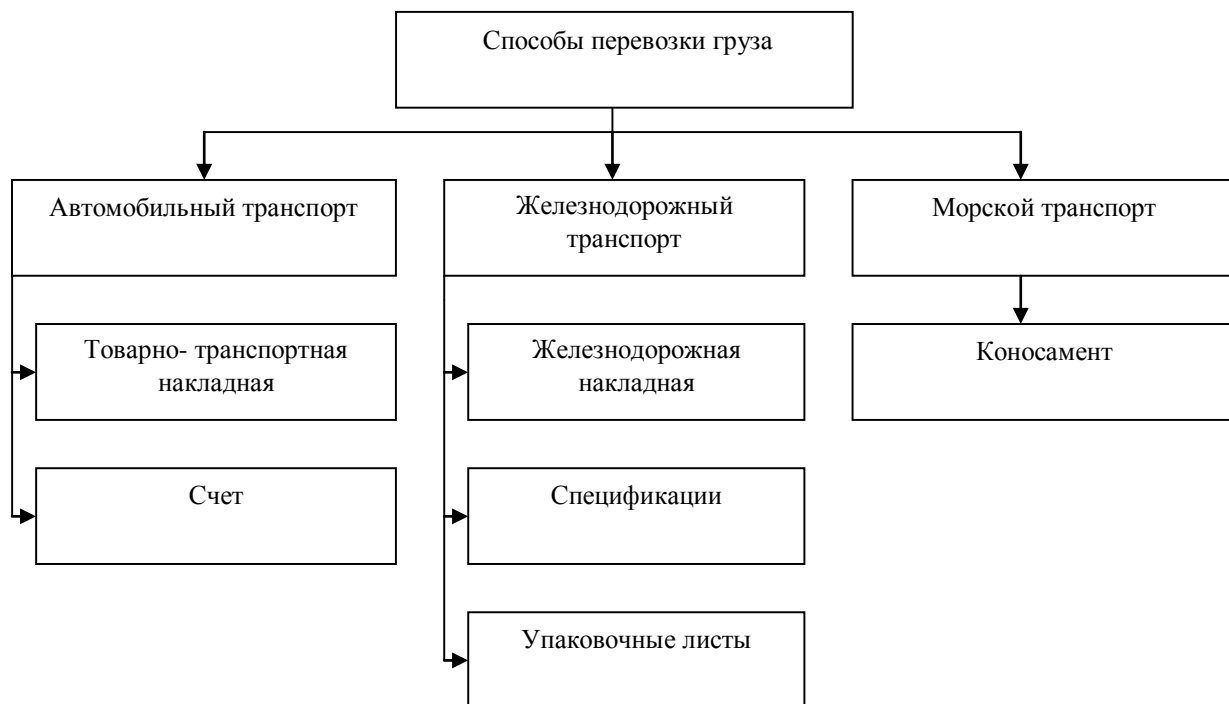 Способы перевозки груза
Автомобильный транспорт
Железнодорожный
транспорт
Морской транспорт
Товарно- транспортная
накладная
Железнодорожная
накладная
Коносамент
Счет
Спецификации
Упаковочные листы